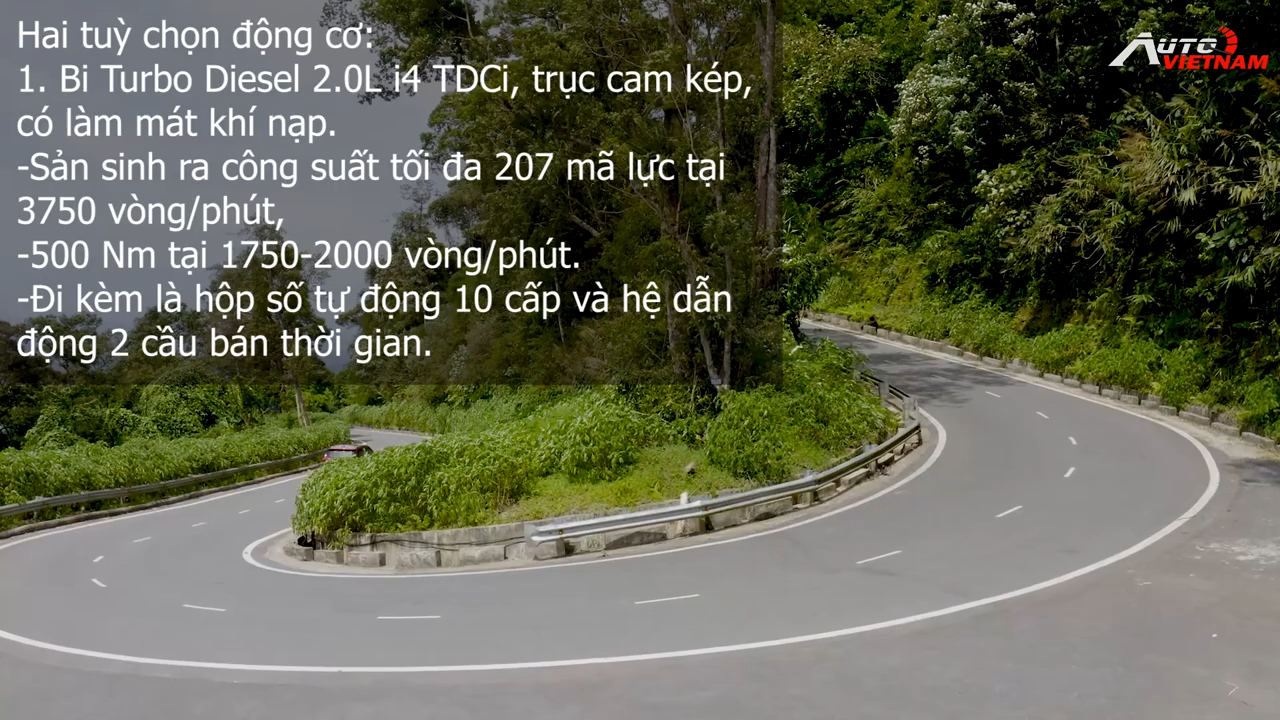 Hai tuỳ chọn động cơ:
1. Bi Turbo Diesel 2.0L i4 TDCi, trục cam kép,
có làm mát khí nạp.
-Sản sinh ra công suất tối đa 207 mã lực tại
3750 vòng/phút,
-500 Nm tại 1750-2000 vòng/phút.
-Đi kèm là hộp số tự động 10 cấp và hệ dẫn
động 2 cầu bán thời gian.
AUTO
VIETNAM